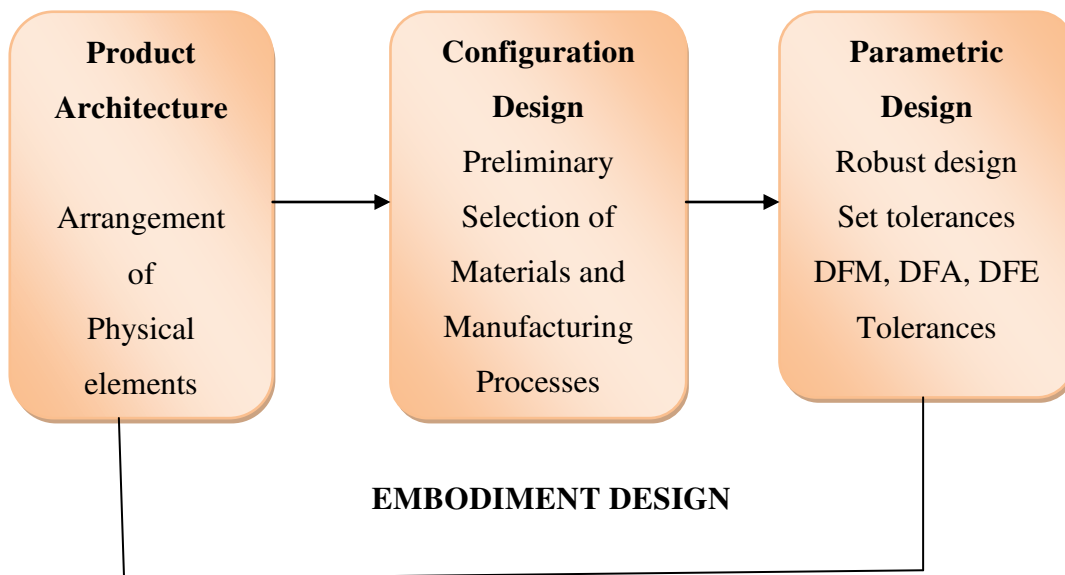 Product
Architecture
Arrangement
of
Physical
elements
Configuration
Design
Preliminary
Selection of
Materials and
Manufacturing
Processes
Parametric
Design
Robust design
Set tolerances
DFM, DFA, DFE
Tolerances
EMBODIMENT DESIGN